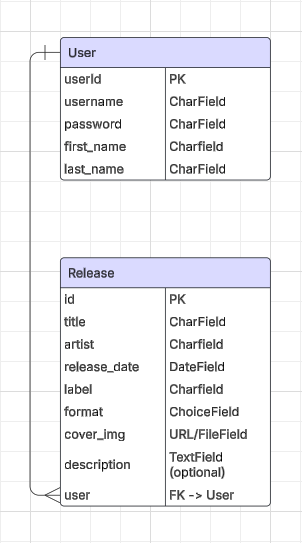 User
userId PK
username CharField
password CharField
first_name Charfield
last_name CharField
Release
id PK
title CharField
artist Charfield
release_date DateField
label Charfield
format ChoiceField
cover_img URL/FileField
description TextField
(optional)
user FK -> User